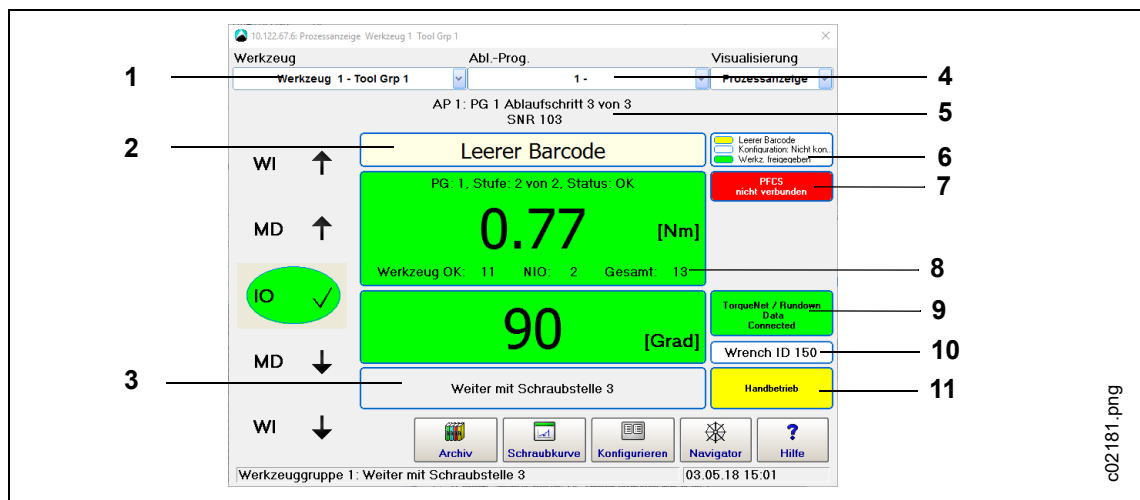 10.122.67.6: Prozessanzeige Werkzeug 1 Tool Grp 1
Werkzeug Abl.-Prog. Visualisierung
1 Werkzeug 1 - Tool Grp 1 1 - Prozessanzeige 4
AP 1: PG 1 Ablaufschritt 3 von 3 5
SNR 103
2 Leerer Barcode
Leerer Barcode
Konfiguration: Nicht kon..
Werkz. freigegeben 6
WI
PG: 1, Stufe: 2 von 2, Status: OK
PFCS
nicht verbunden 7
MD 0.77 [Nm]
Werkzeug OK: 11 NIO: 2 Gesamt: 13 8
IO
TorqueNet / Rundown
Data
Connected 9
90 [Grad]
Wrench ID 150 10
MD
3 Weiter mit Schraubstelle 3 Handbetrieb 11
WI
Archiv Schraubkurve Konfigurieren Navigator ? Hilfe
Werkzeuggruppe 1: Weiter mit Schraubstelle 3 03.05.18 15:01
c02181.png